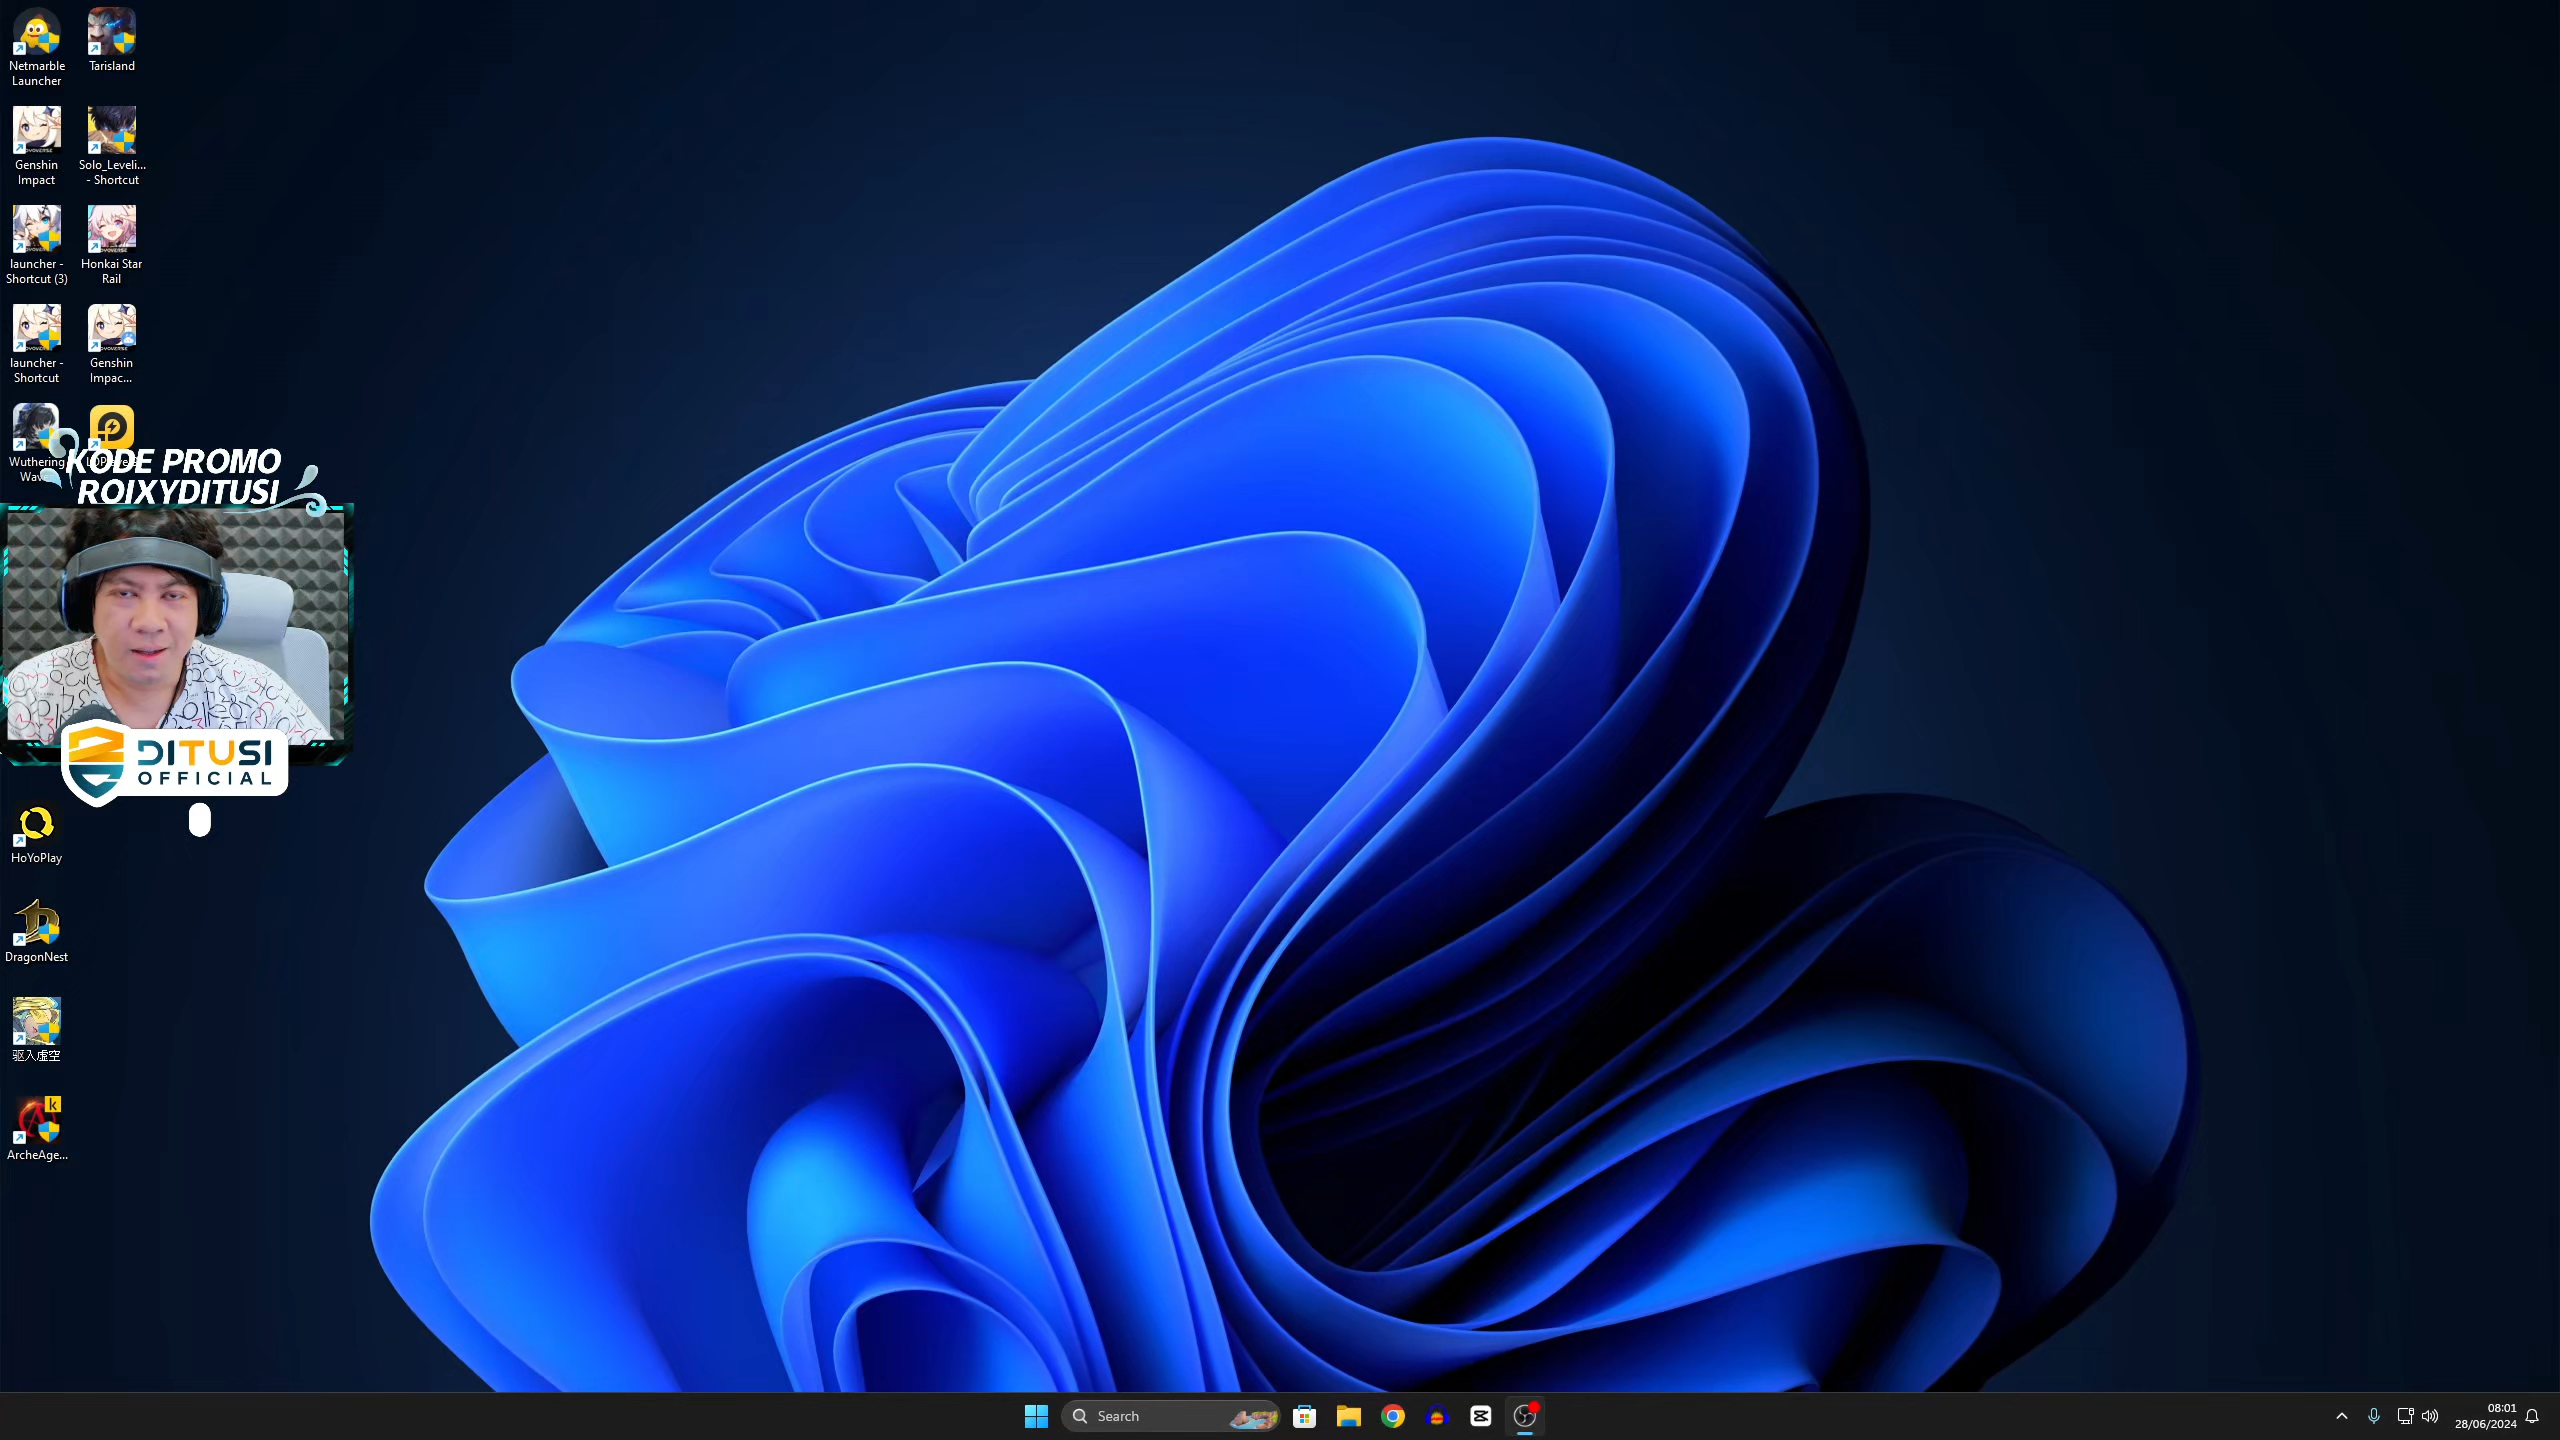 Netmarble
Launcher
Tarisland
Genshin
Impact
Solo_Leveli...
- Shortcut
launcher -
Shortcut (3)
Honkai Star
Rail
launcher -
Shortcut
Genshin
Impac...
Wuthering
KODE PROMO
ROIXYDITUSI
DITUSI
OFFICIAL
HoYoPlay
DragonNest
驱入虚空
ArcheAge...
Search
08:01
28/06/2024